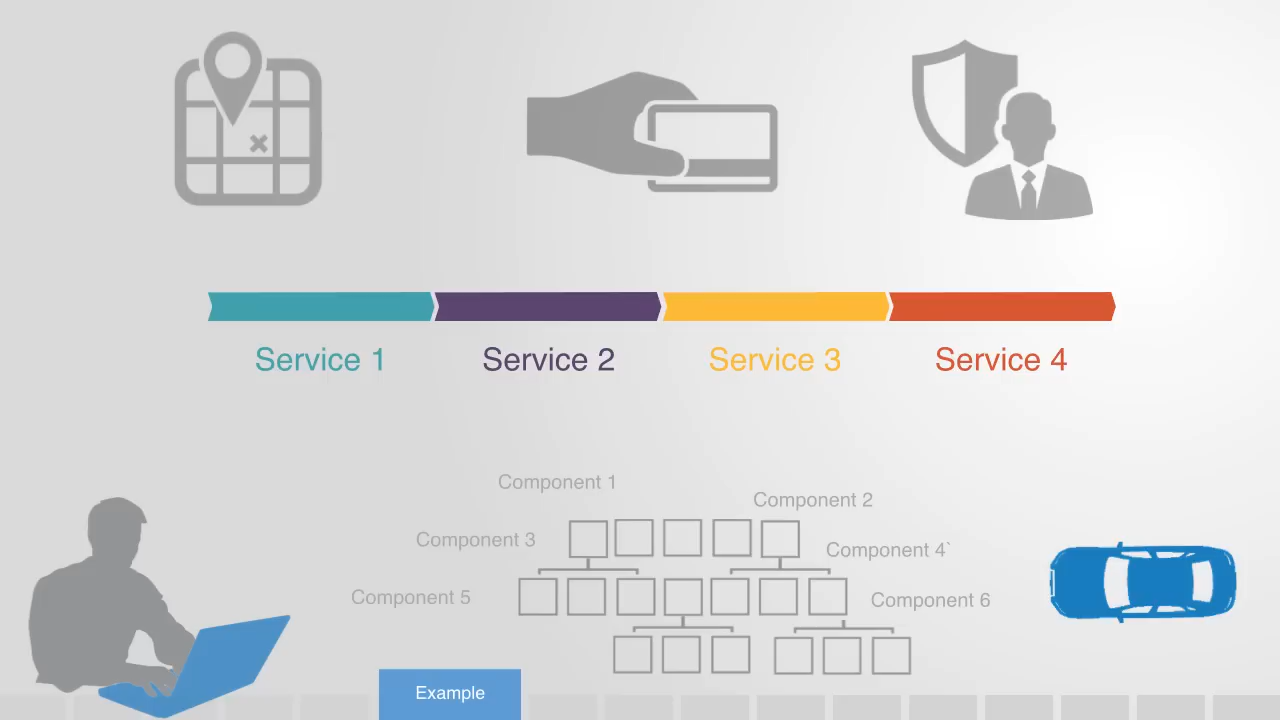 Service 1
Service 2
Service 3
Service 4
Component 1
Component 2
Component 3
Component 4`
Component 5
Component 6
Example